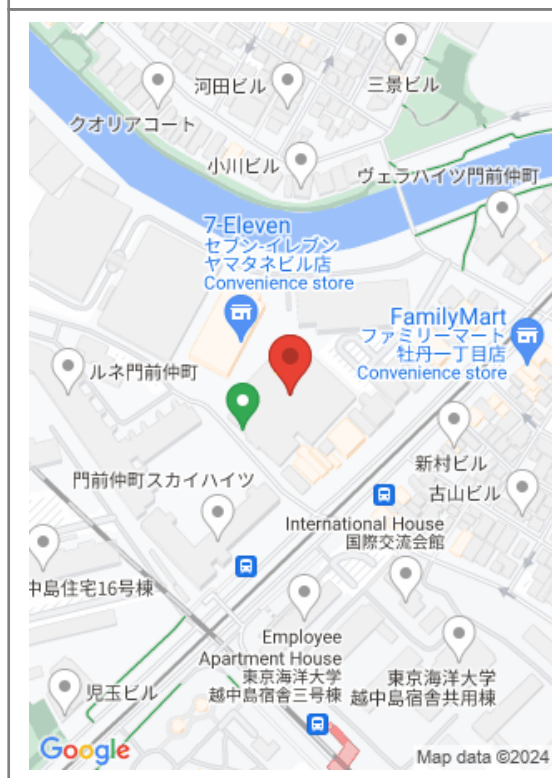 河田ビル
三景ビル
クオリアコート
小川ビル
ヴェラハイツ門前仲町
7-Eleven
セブン-イレブン
ヤマタネビル店
Convenience store
FamilyMart
ファミリーマート
牡丹一丁目店
Convenience store
ルネ門前仲町
新村ビル
門前仲町スカイハイツ
古山ビル
International House
国際交流会館
中島住宅16号棟
Employee
Apartment House
東京海洋大学
越中島宿舎三号棟
東京海洋大学
越中島宿舎共用棟
児玉ビル
Google
Map data ©2024